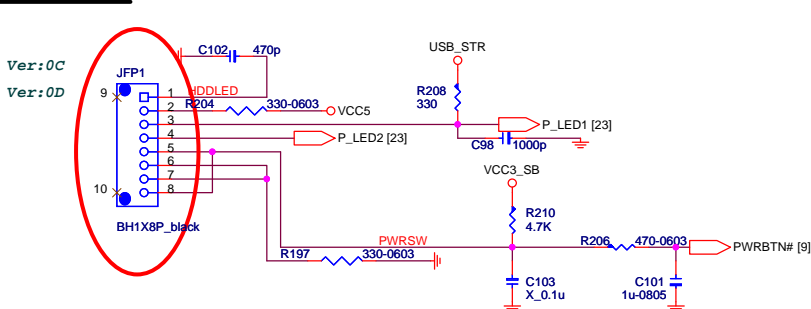 USB_STR
C102 470p
Ver:0C
JFP1
Ver:0D
9
1 HDDLED
R208
330
2 R204 330-0603 VCC5
3 P_LED1 [23]
4 P_LED2 [23]
C98 1000p
5
6
VCC3_SB
7
10
8
R210
4.7K
BH1X8P_black
PWRSW
R206 470-0603 PWRBTN# [9]
R197 330-0603
C103
X_0.1u
C101
1u-0805